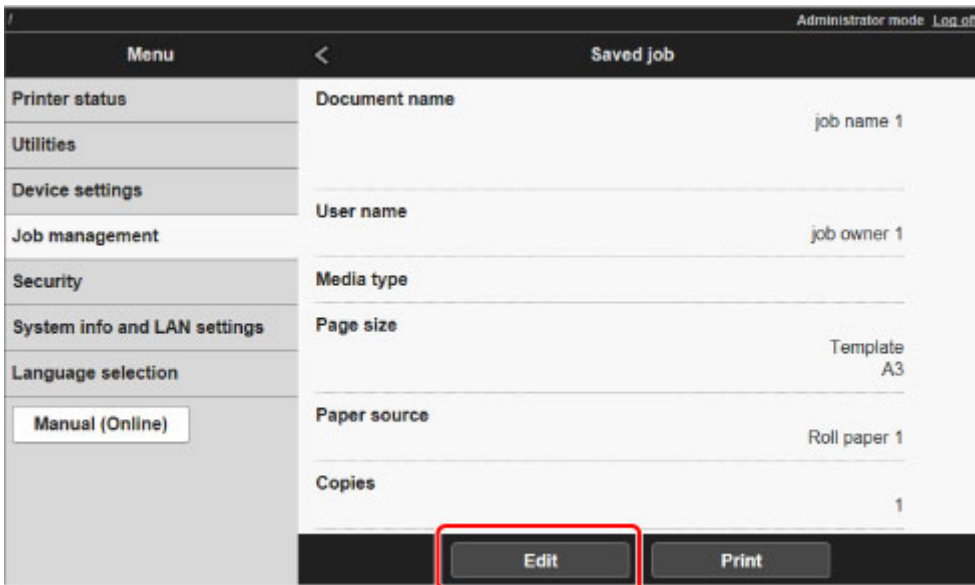 /
Administrator mode Log off
Menu
<
Saved job
Printer status
Utilities
Device settings
Job management
Security
System info and LAN settings
Language selection
Manual (Online)
Document name
job name 1
User name
job owner 1
Media type
Page size
Template
A3
Paper source
Roll paper 1
Copies
1
Edit
Print